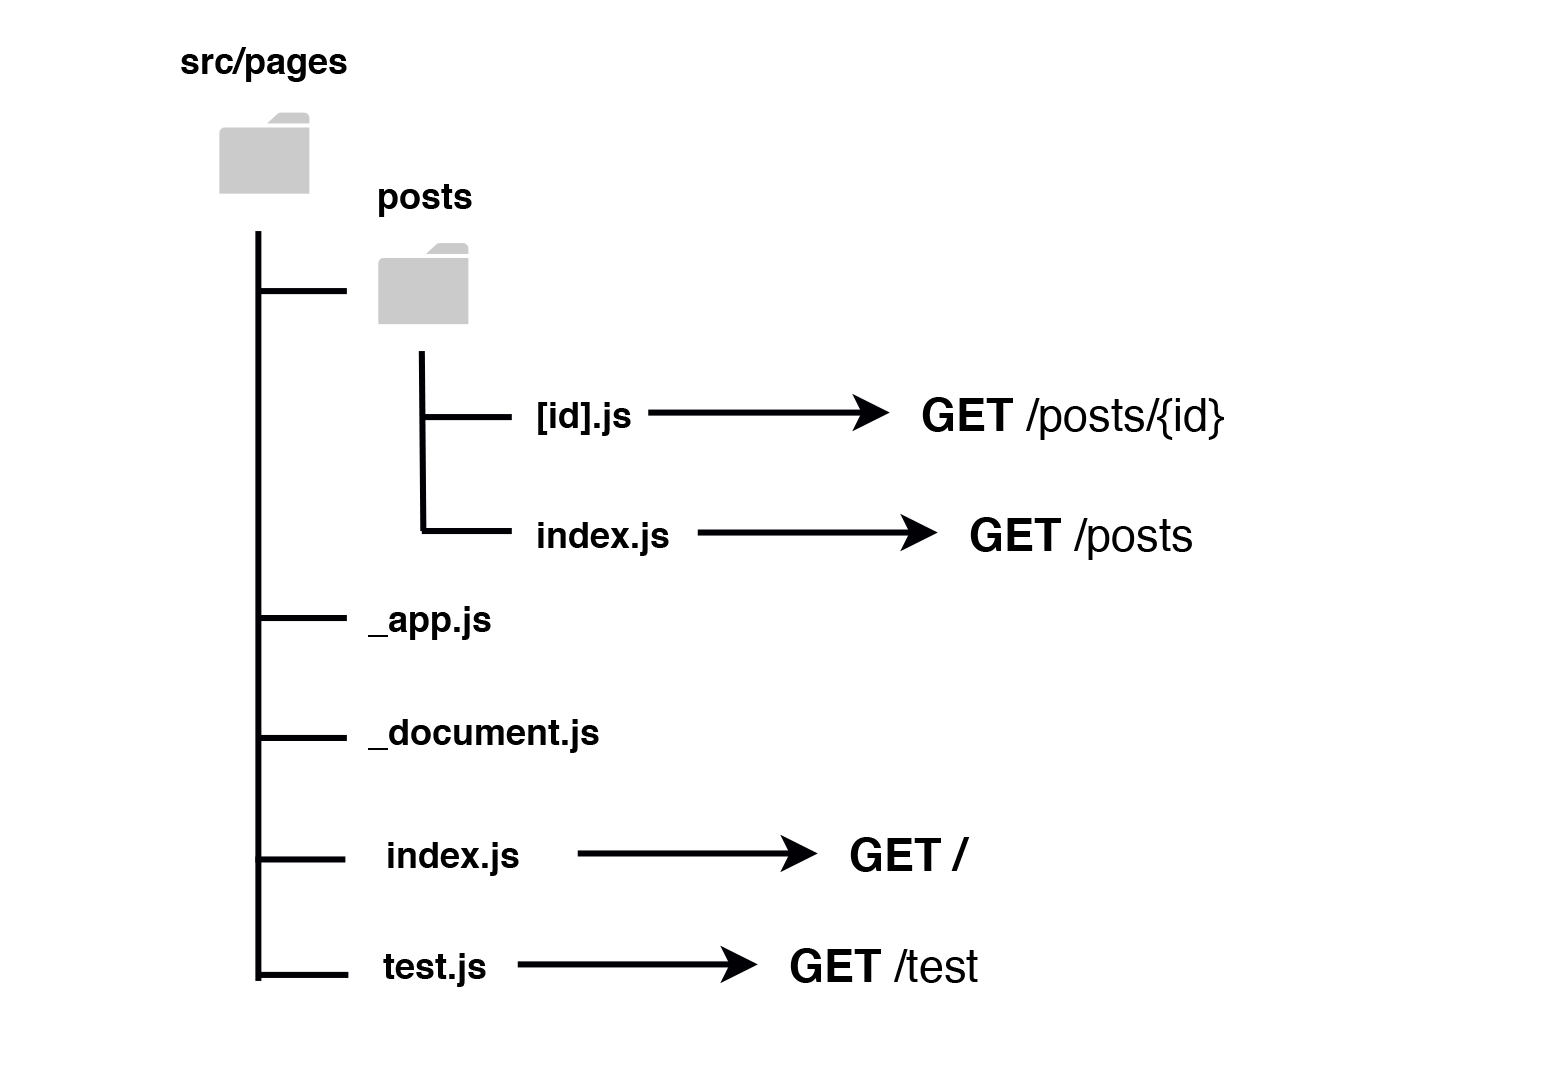 src/pages
posts
[id].js GET /posts/{id}
index.js GET /posts
_app.js
_document.js
index.js GET /
test.js GET /test